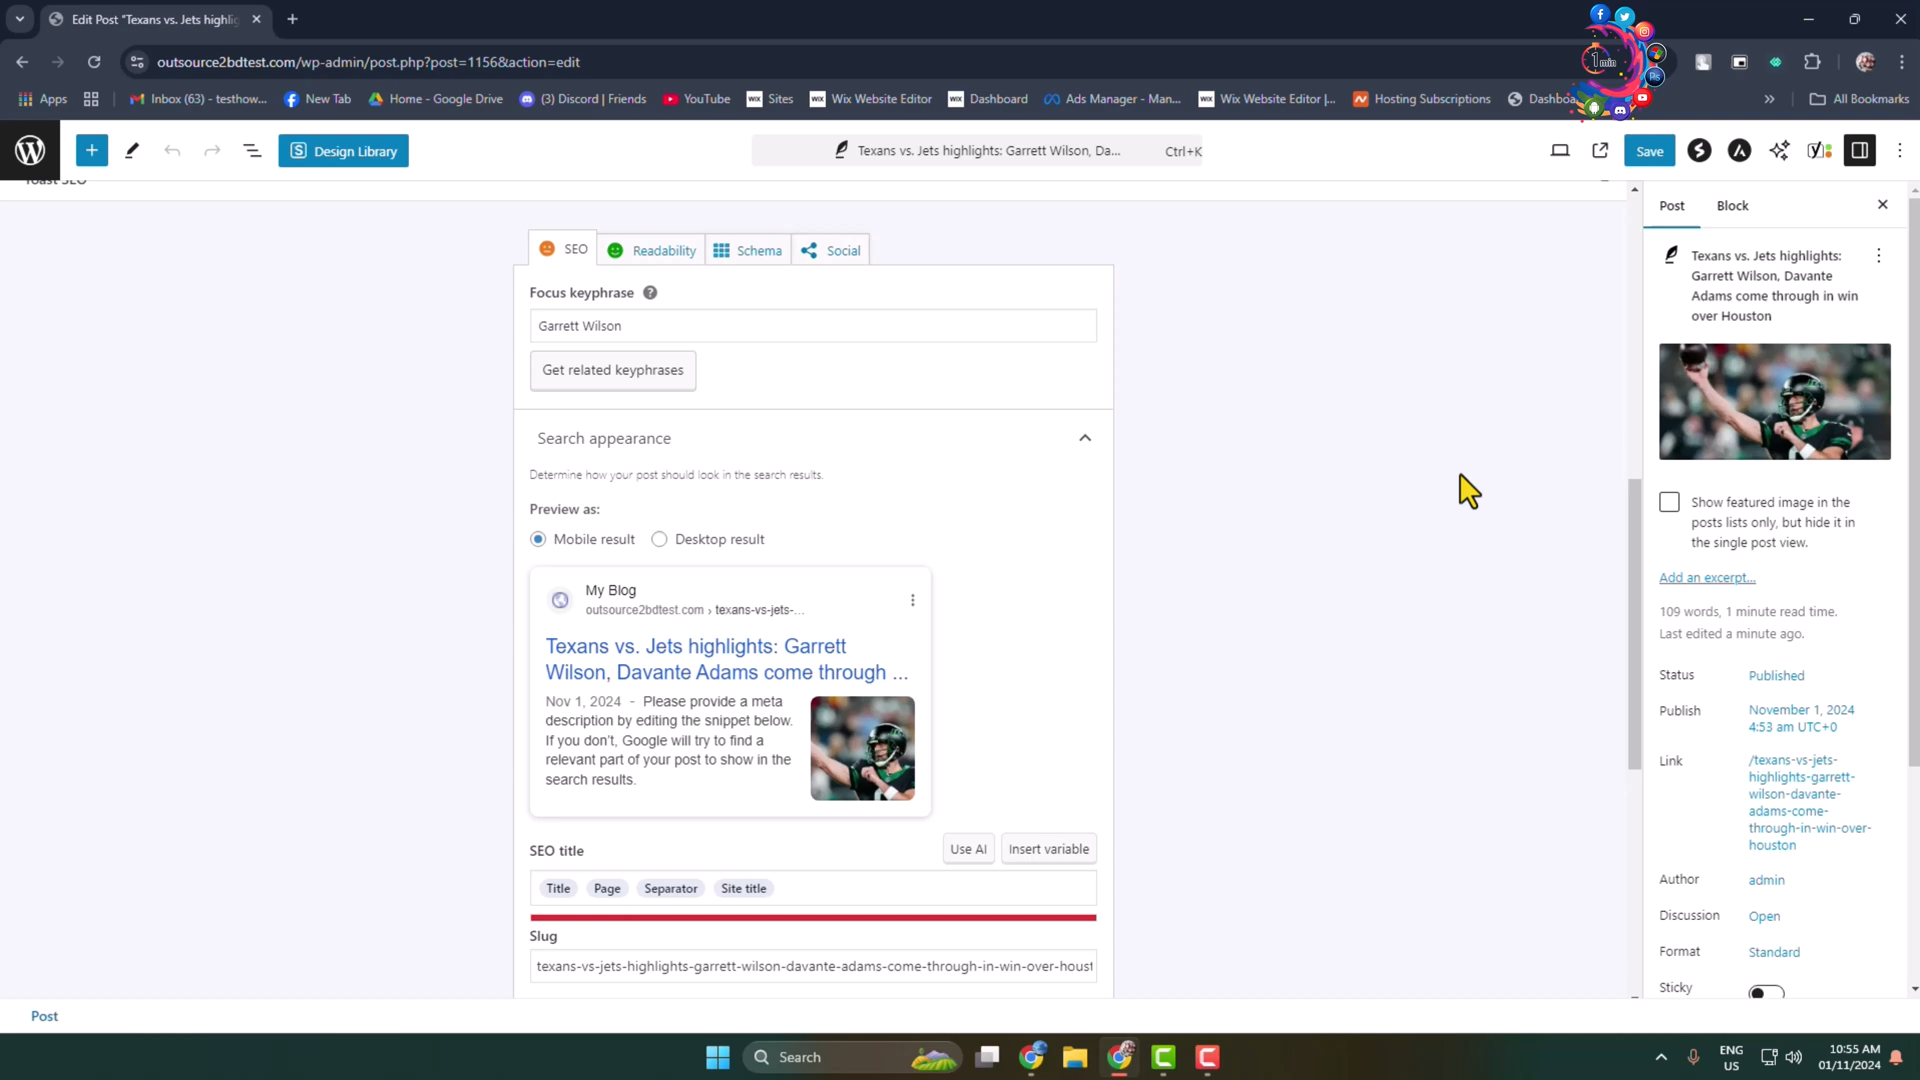 Edit Post "Texans vs. Jets highlig
outsource2bdtest.com/wp-admin/post.php?post=1156&action=edit
1 min
Ps
Apps
Inbox (63) - testhow...
New Tab
Home - Google Drive
(3) Discord | Friends
YouTube
WIX Sites
WIX Wix Website Editor
WIX Dashboard
Ads Manager - Man...
WIX Wix Website Editor |...
Hosting Subscriptions
Dashbo
»
All Bookmarks
Design Library
Texans vs. Jets highlights: Garrett Wilson, Da...
Ctrl+K
Save
Yoast SEO
SEO
Readability
Schema
Social
Focus keyphrase
Garrett Wilson
Get related keyphrases
Search appearance
Determine how your post should look in the search results.
Preview as:
Mobile result
Desktop result
My Blog
outsource2bdtest.com › texans-vs-jets-...
Texans vs. Jets highlights: Garrett
Wilson, Davante Adams come through ...
Nov 1, 2024 - Please provide a meta
description by editing the snippet below.
If you don't, Google will try to find a
relevant part of your post to show in the
search results.
SEO title
Use AI
Insert variable
Title
Page
Separator
Site title
Slug
texans-vs-jets-highlights-garrett-wilson-davante-adams-come-through-in-win-over-houst
Post
Block
Texans vs. Jets highlights:
Garrett Wilson, Davante
Adams come through in win
over Houston
Show featured image in the
posts lists only, but hide it in
the single post view.
Add an excerpt...
109 words, 1 minute read time.
Last edited a minute ago.
Status
Published
Publish
November 1, 2024
4:53 am UTC+0
Link
/texans-vs-jets-
highlights-garrett-
wilson-davante-
adams-come-
through-in-win-over-
houston
Author
admin
Discussion
Open
Format
Standard
Sticky
Post
Search
ENG
US
10:55 AM
01/11/2024